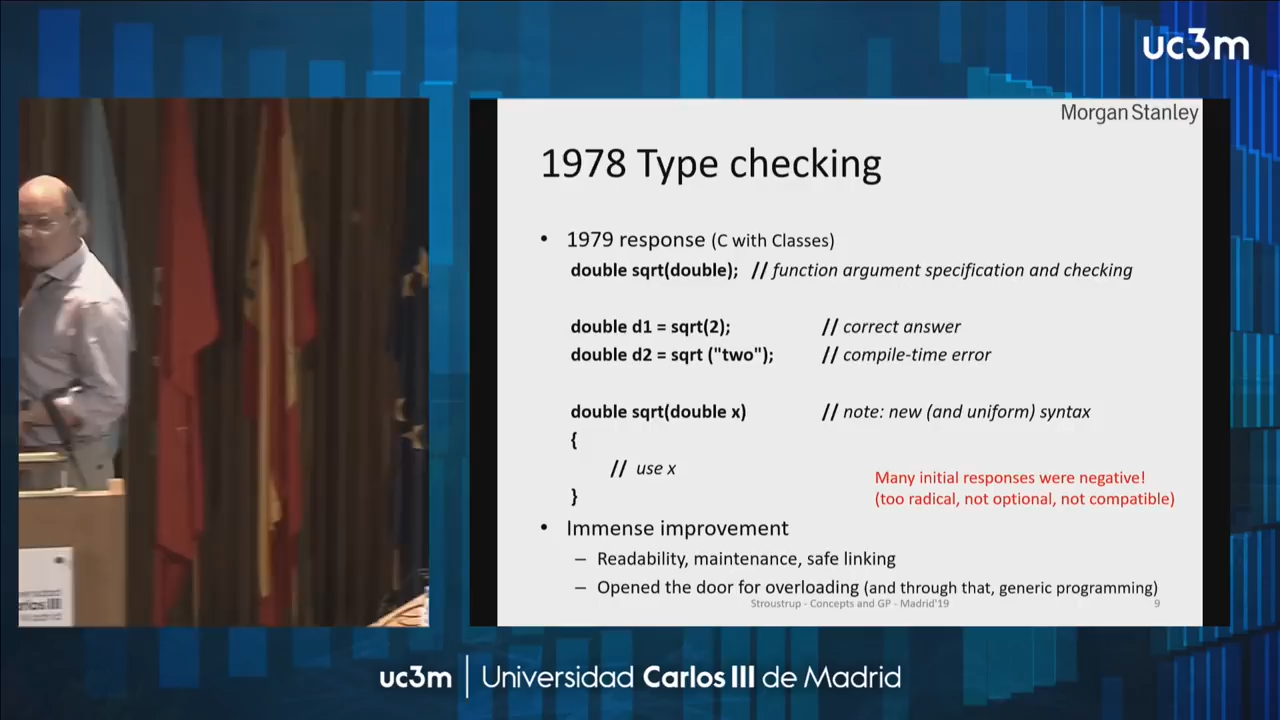 uc3m
Morgan Stanley
1978 Type checking
• 1979 response (C with Classes)
double sqrt(double); // function argument specification and checking
double d1 = sqrt(2); // correct answer
double d2 = sqrt ("two"); // compile-time error
double sqrt(double x) // note: new (and uniform) syntax
{
// use x
}
Many initial responses were negative!
(too radical, not optional, not compatible)
• Immense improvement
– Readability, maintenance, safe linking
– Opened the door for overloading (and through that, generic programming)
Stroustrup - Concepts and GP - Madrid'19 9
Carlos III
uc3m | Universidad Carlos III de Madrid